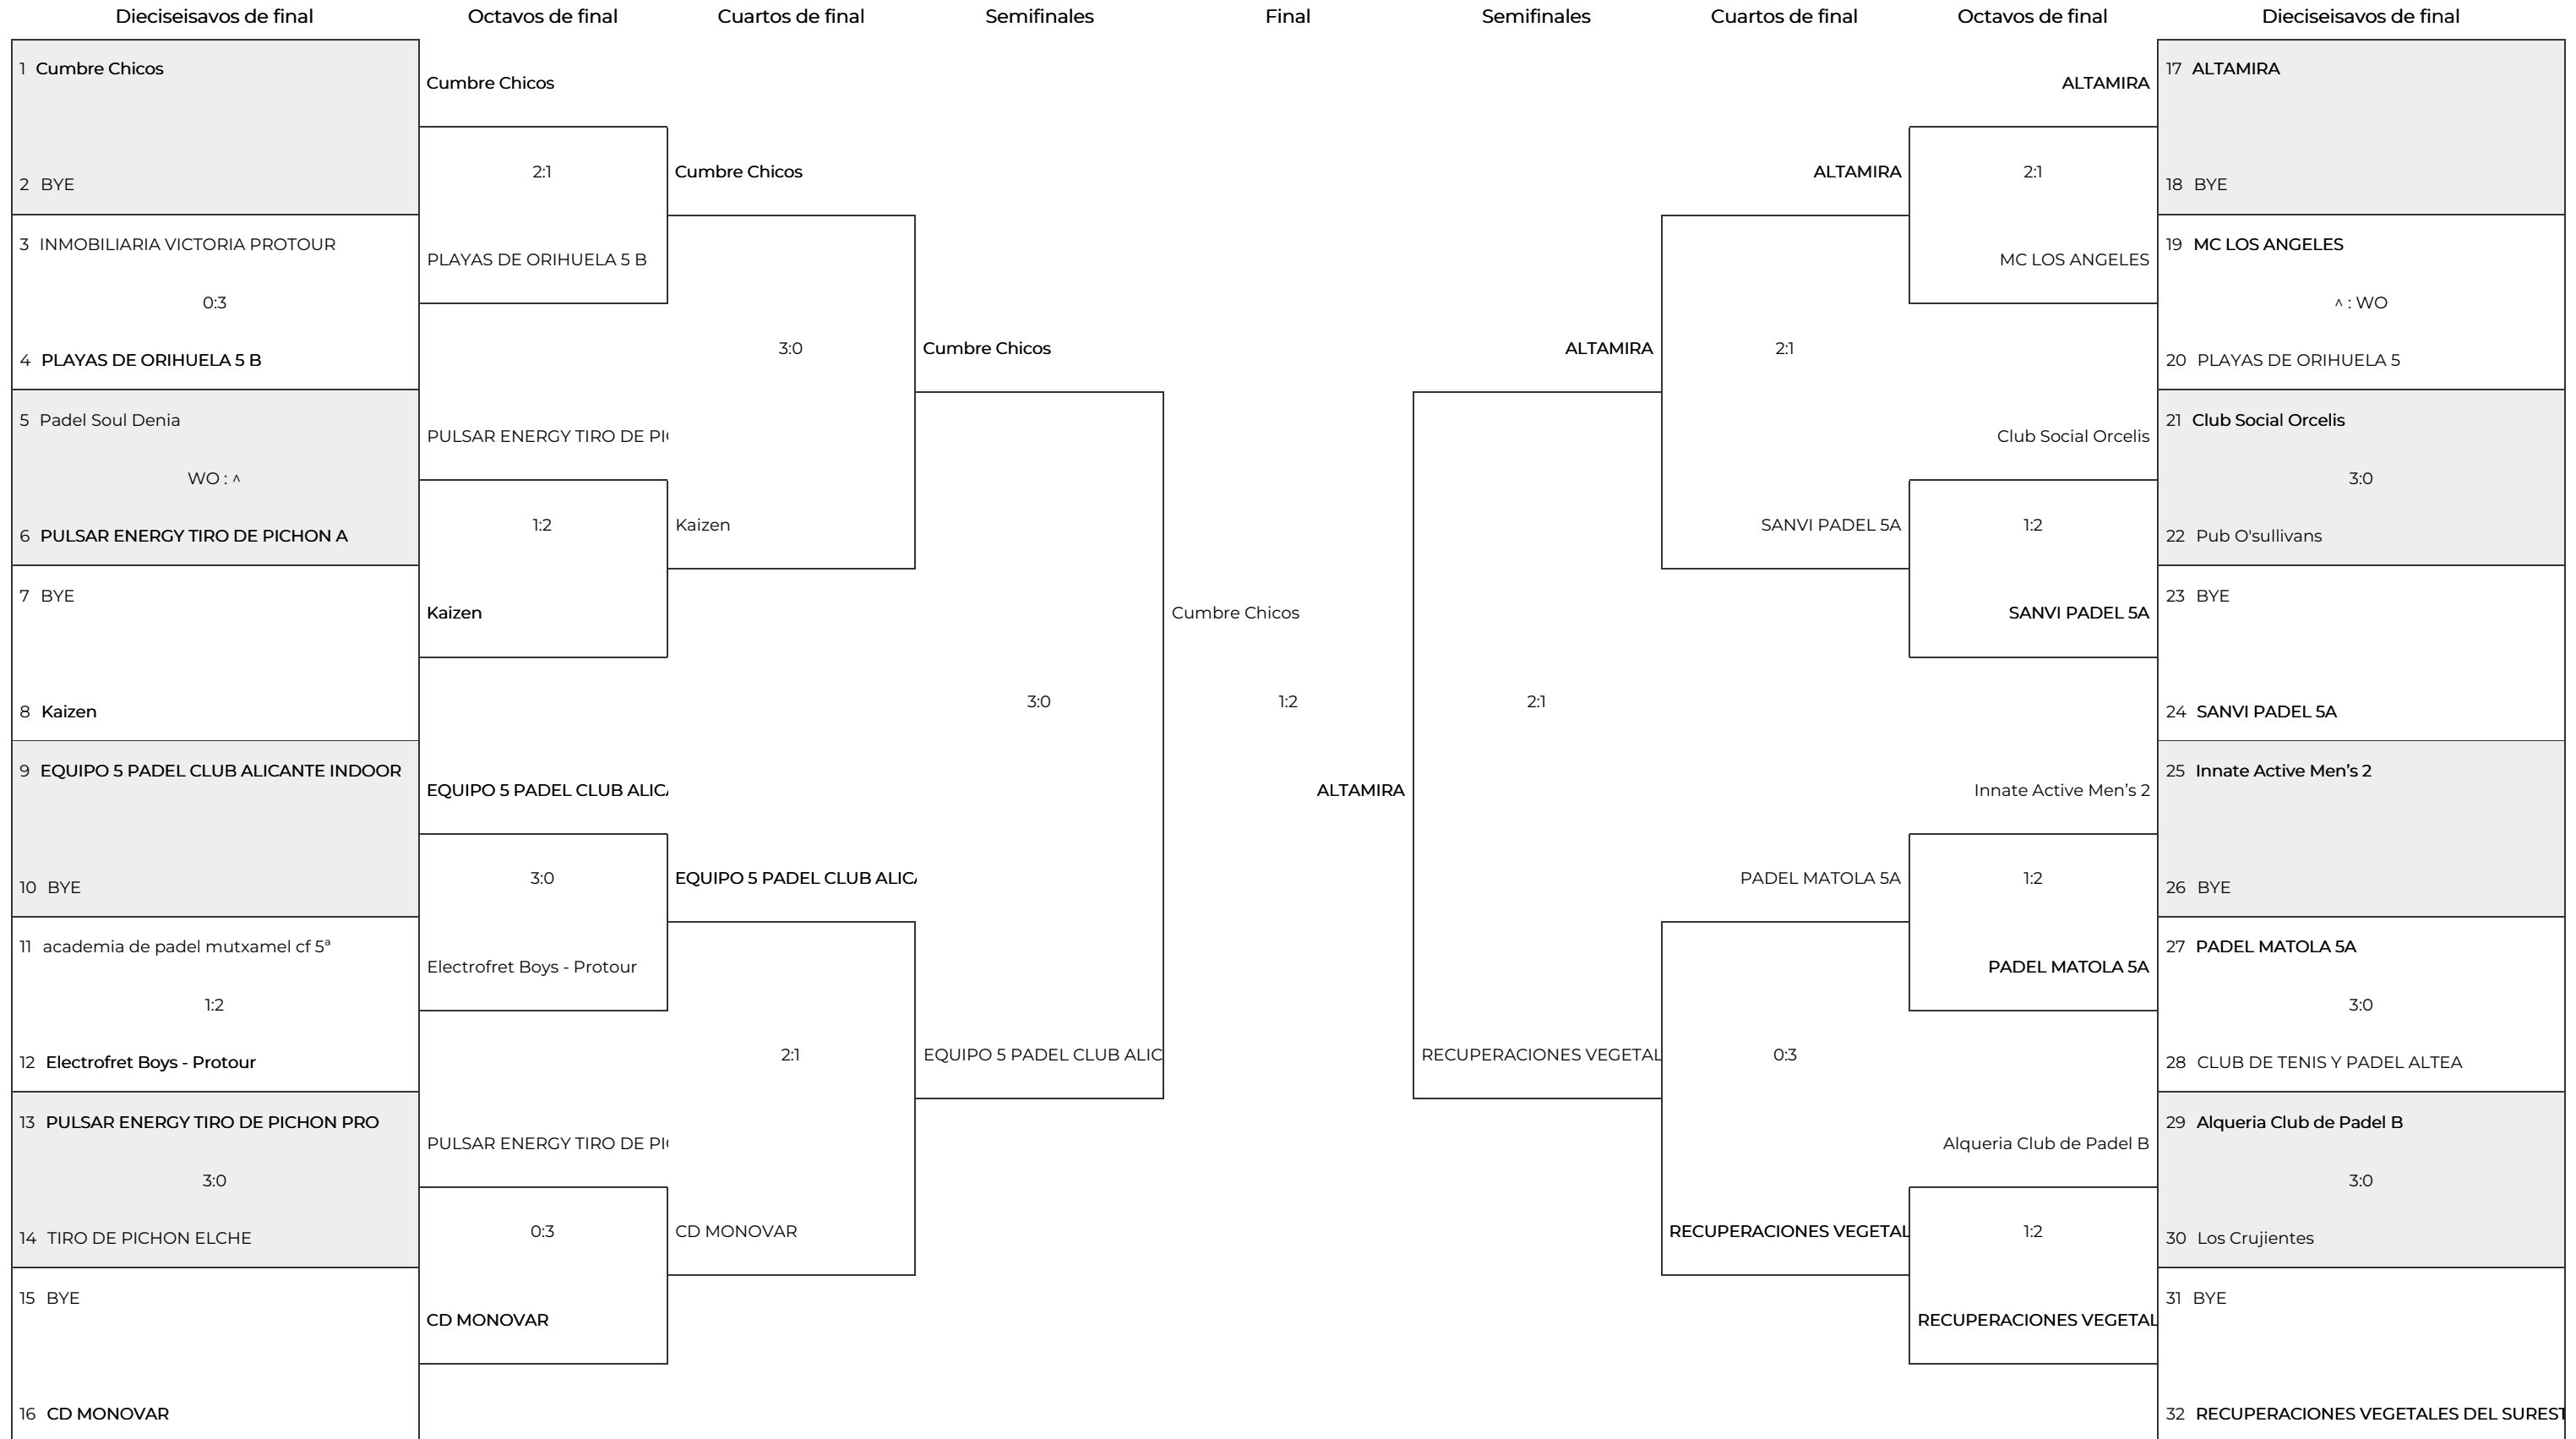 Dieciseisavos de final
Octavos de final
Cuartos de final
Semifinales
Final
Semifinales
Cuartos de final
Octavos de final
Dieciseisavos de final
1 Cumbre Chicos
2 BYE
3 INMOBILIARIA VICTORIA PROTOUR
0:3
4 PLAYAS DE ORIHUELA 5 B
5 Padel Soul Denia
WO : ^
6 PULSAR ENERGY TIRO DE PICHON A
7 BYE
8 Kaizen
9 EQUIPO 5 PADEL CLUB ALICANTE INDOOR
10 BYE
11 academia de padel mutxamel cf 5ª
1:2
12 Electrofret Boys - Protour
13 PULSAR ENERGY TIRO DE PICHON PRO
3:0
14 TIRO DE PICHON ELCHE
15 BYE
16 CD MONOVAR
Cumbre Chicos
2:1
PLAYAS DE ORIHUELA 5 B
PULSAR ENERGY TIRO DE PI
1:2
Kaizen
EQUIPO 5 PADEL CLUB ALIC
3:0
Electrofret Boys - Protour
PULSAR ENERGY TIRO DE PI
0:3
CD MONOVAR
Cumbre Chicos
3:0
Kaizen
EQUIPO 5 PADEL CLUB ALIC
2:1
CD MONOVAR
Cumbre Chicos
3:0
EQUIPO 5 PADEL CLUB ALIC
Cumbre Chicos
1:2
ALTAMIRA
ALTAMIRA
2:1
RECUPERACIONES VEGETAL
ALTAMIRA
2:1
SANVI PADEL 5A
PADEL MATOLA 5A
0:3
RECUPERACIONES VEGETAL
ALTAMIRA
2:1
MC LOS ANGELES
Club Social Orcelis
1:2
SANVI PADEL 5A
Innate Active Men’s 2
1:2
PADEL MATOLA 5A
Alqueria Club de Padel B
1:2
RECUPERACIONES VEGETAL
17 ALTAMIRA
18 BYE
19 MC LOS ANGELES
^ : WO
20 PLAYAS DE ORIHUELA 5
21 Club Social Orcelis
3:0
22 Pub O'sullivans
23 BYE
24 SANVI PADEL 5A
25 Innate Active Men’s 2
26 BYE
27 PADEL MATOLA 5A
3:0
28 CLUB DE TENIS Y PADEL ALTEA
29 Alqueria Club de Padel B
3:0
30 Los Crujientes
31 BYE
32 RECUPERACIONES VEGETALES DEL SUREST